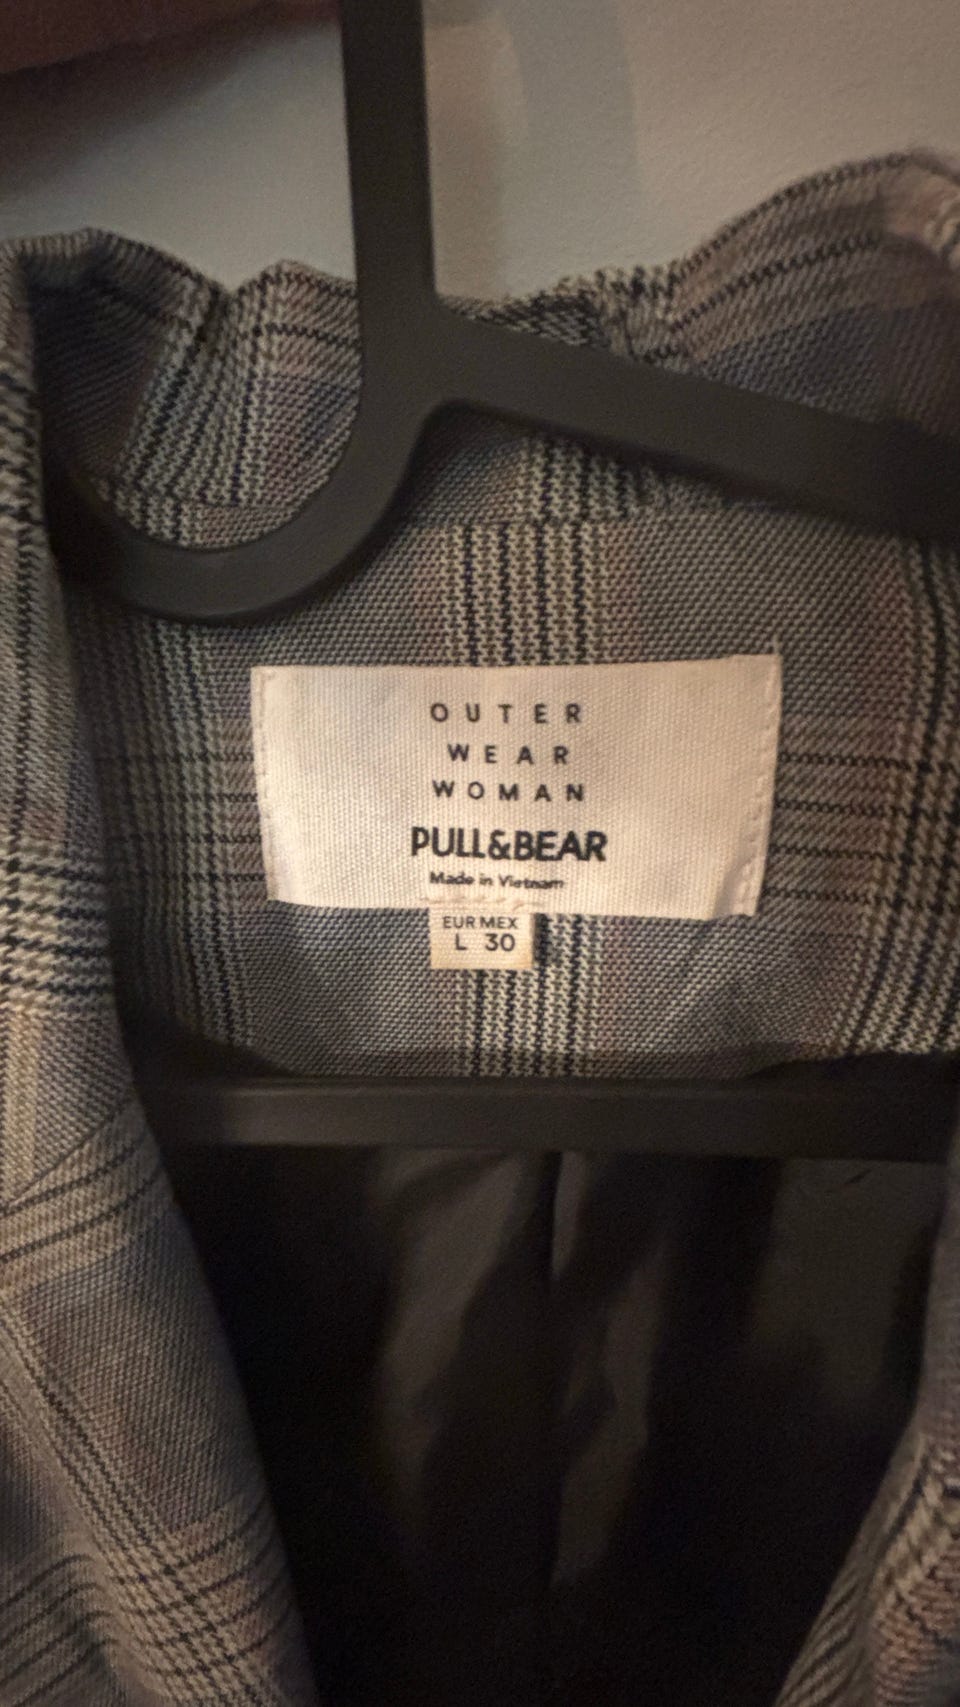 OUTER
WEAR
WOMAN
PULL&BEAR
Made in Vietnam
EUR MEX
L 30